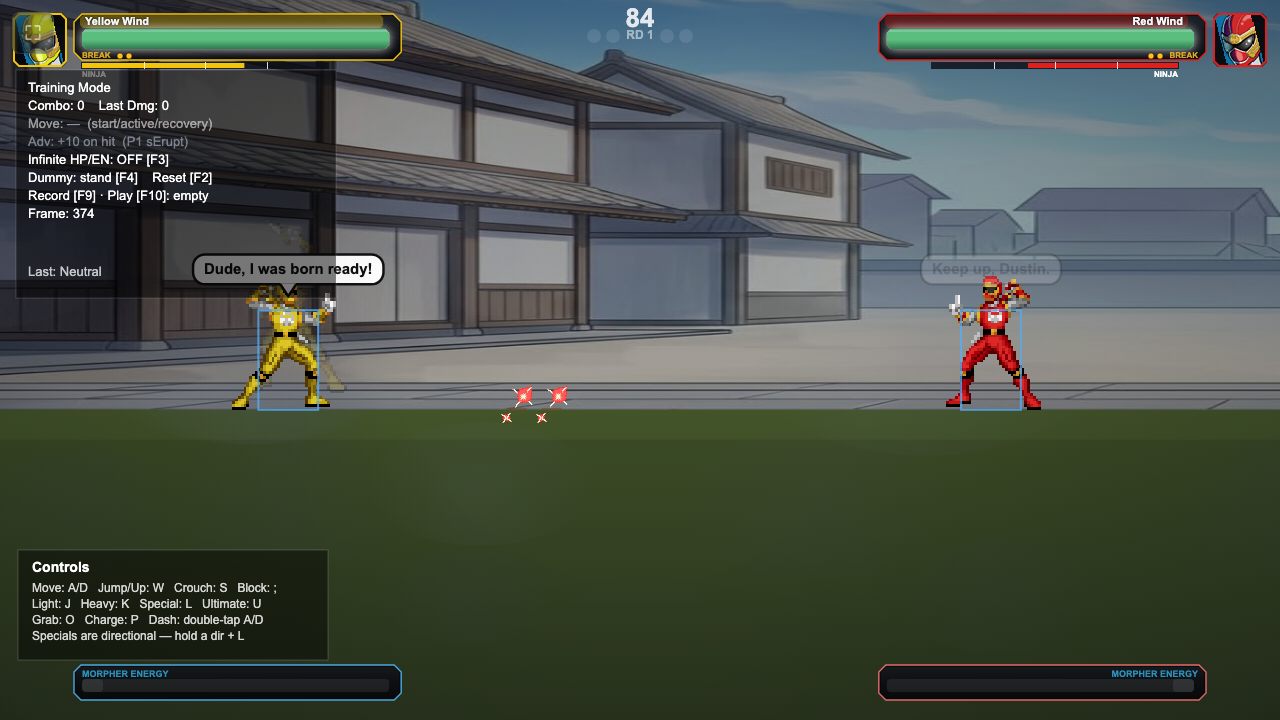 Yellow Wind
84
RD 1
Red Wind
BREAK
BREAK
NINJA
NINJA
Training Mode
Combo: 0 Last Dmg: 0
Move: — (start/active/recovery)
Adv: +10 on hit (P1 sErupt)
Infinite HP/EN: OFF [F3]
Dummy: stand [F4] Reset [F2]
Record [F9] · Play [F10]: empty
Frame: 374
Last: Neutral
Dude, I was born ready!
Keep up, Dustin.
Controls
Move: A/D Jump/Up: W Crouch: S Block: ;
Light: J Heavy: K Special: L Ultimate: U
Grab: O Charge: P Dash: double-tap A/D
Specials are directional — hold a dir + L
MORPHER ENERGY
MORPHER ENERGY